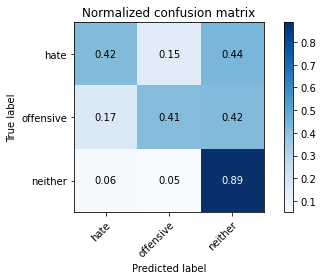 Normalized confusion matrix
True label
hate
0.42 0.15 0.44
offensive
0.17 0.41 0.42
neither
0.06 0.05 0.89
hate offensive neither
Predicted label
0.8
0.7
0.6
0.5
0.4
0.3
0.2
0.1